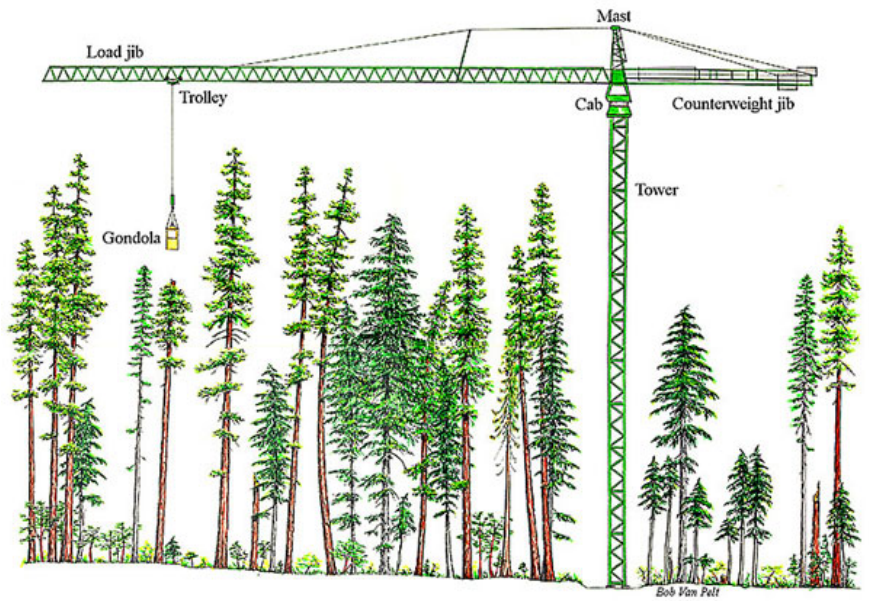 Mast
Load jib
Trolley
Cab
Counterweight jib
Tower
Gondola
Bob Van Pelt